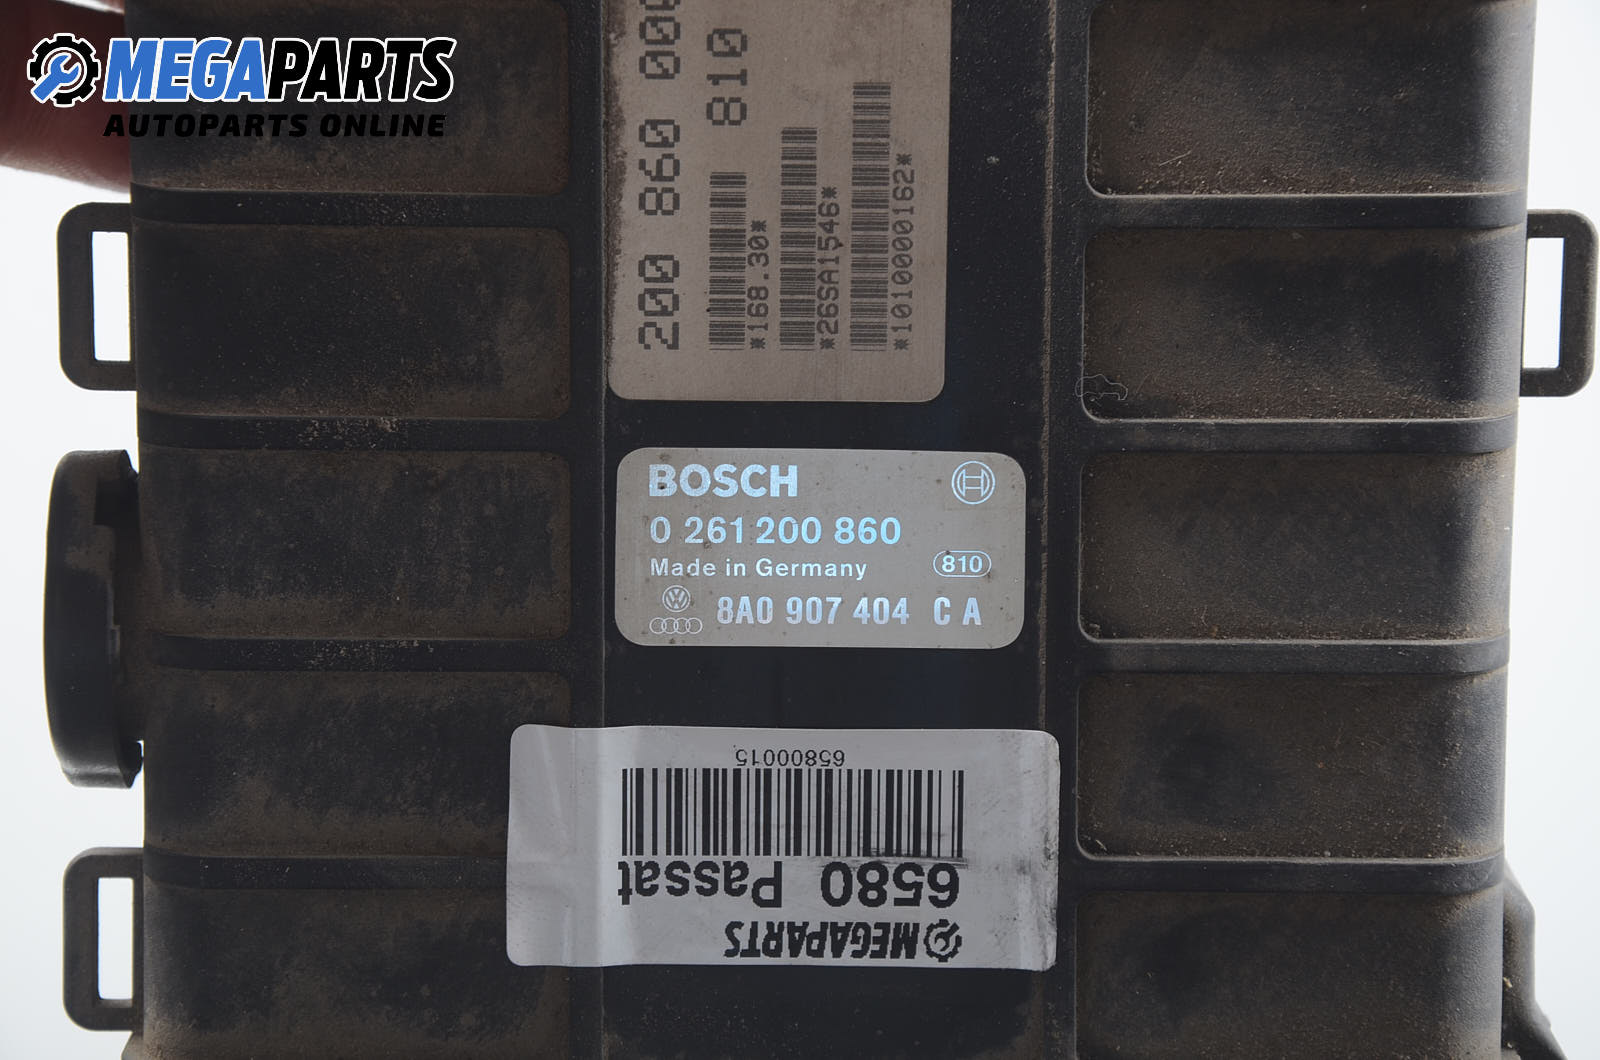 MEGAPARTS
AUTOPARTS ONLINE
200 860 00
810
*168.30*
*26SA1546*
*1010000162*
BOSCH
0 261 200 860
Made in Germany
810
8A0 907 404 C A
65800015
6580 Passat
MEGAPARTS